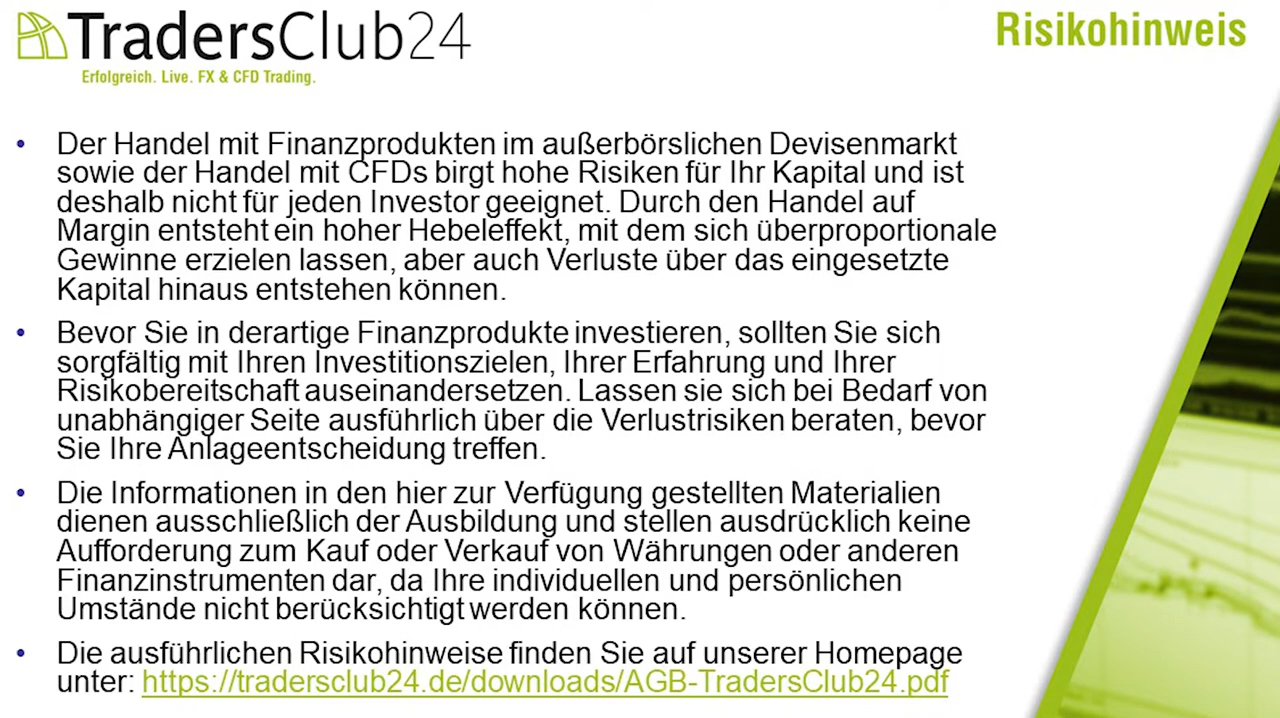 TradersClub24
Risikohinweis
Erfolgreich. Live. FX & CFD Trading.
• Der Handel mit Finanzprodukten im außerbörslichen Devisenmarkt
sowie der Handel mit CFDs birgt hohe Risiken für Ihr Kapital und ist
deshalb nicht für jeden Investor geeignet. Durch den Handel auf
Margin entsteht ein hoher Hebeleffekt, mit dem sich überproportionale
Gewinne erzielen lassen, aber auch Verluste über das eingesetzte
Kapital hinaus entstehen können.
• Bevor Sie in derartige Finanzprodukte investieren, sollten Sie sich
sorgfältig mit Ihren Investitionszielen, Ihrer Erfahrung und Ihrer
Risikobereitschaft auseinandersetzen. Lassen sie sich bei Bedarf von
unabhängiger Seite ausführlich über die Verlustrisiken beraten, bevor
Sie Ihre Anlageentscheidung treffen.
• Die Informationen in den hier zur Verfügung gestellten Materialien
dienen ausschließlich der Ausbildung und stellen ausdrücklich keine
Aufforderung zum Kauf oder Verkauf von Währungen oder anderen
Finanzinstrumenten dar, da Ihre individuellen und persönlichen
Umstände nicht berücksichtigt werden können.
• Die ausführlichen Risikohinweise finden Sie auf unserer Homepage
unter: https://tradersclub24.de/downloads/AGB-TradersClub24.pdf